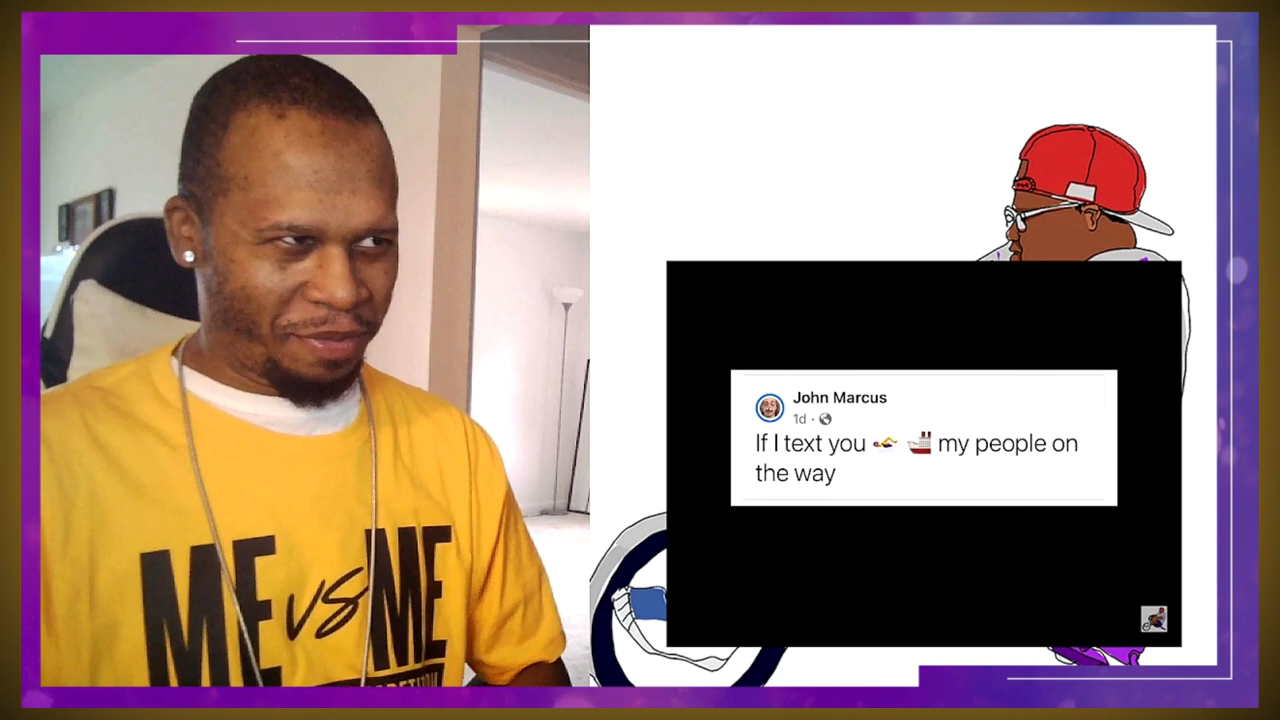 ME vs ME
John Marcus
1d ·
If I text you 🏊 🚢 my people on
the way